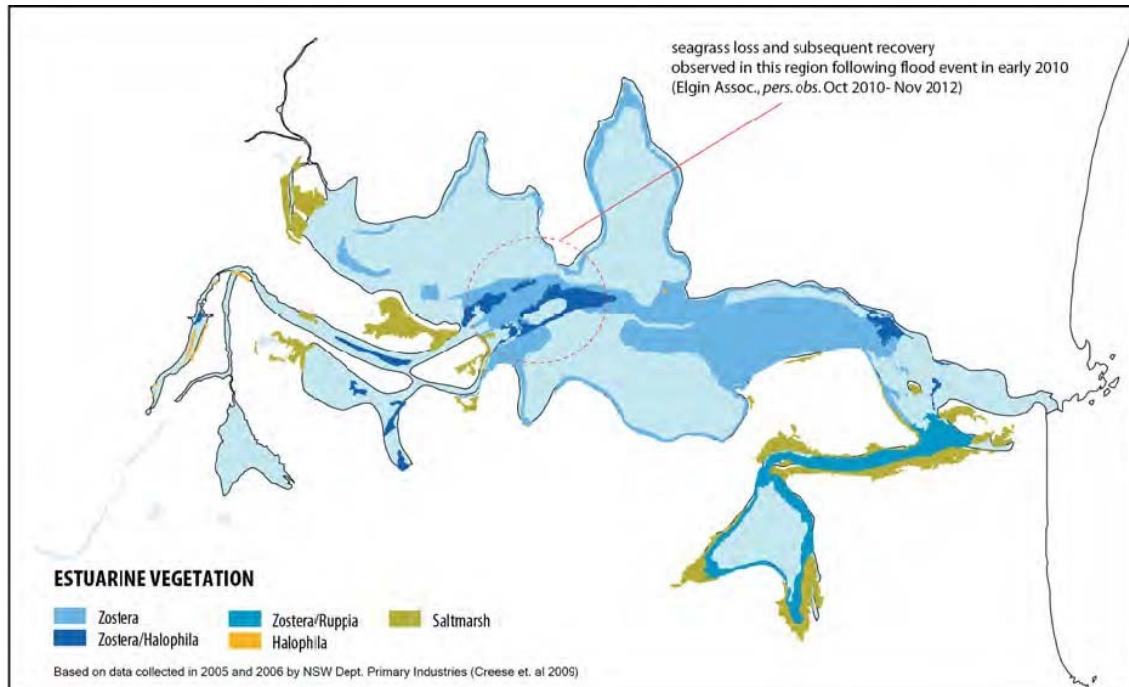 seagrass loss and subsequent recovery
observed in this region following flood event in early 2010
(Elgin Assoc., pers. obs. Oct 2010- Nov 2012)
ESTUARINE VEGETATION
Zostera
Zostera/Ruppia
Saltmarsh
Zostera/Halophila
Halophila
Based on data collected in 2005 and 2006 by NSW Dept. Primary Industries (Creese et. al 2009)